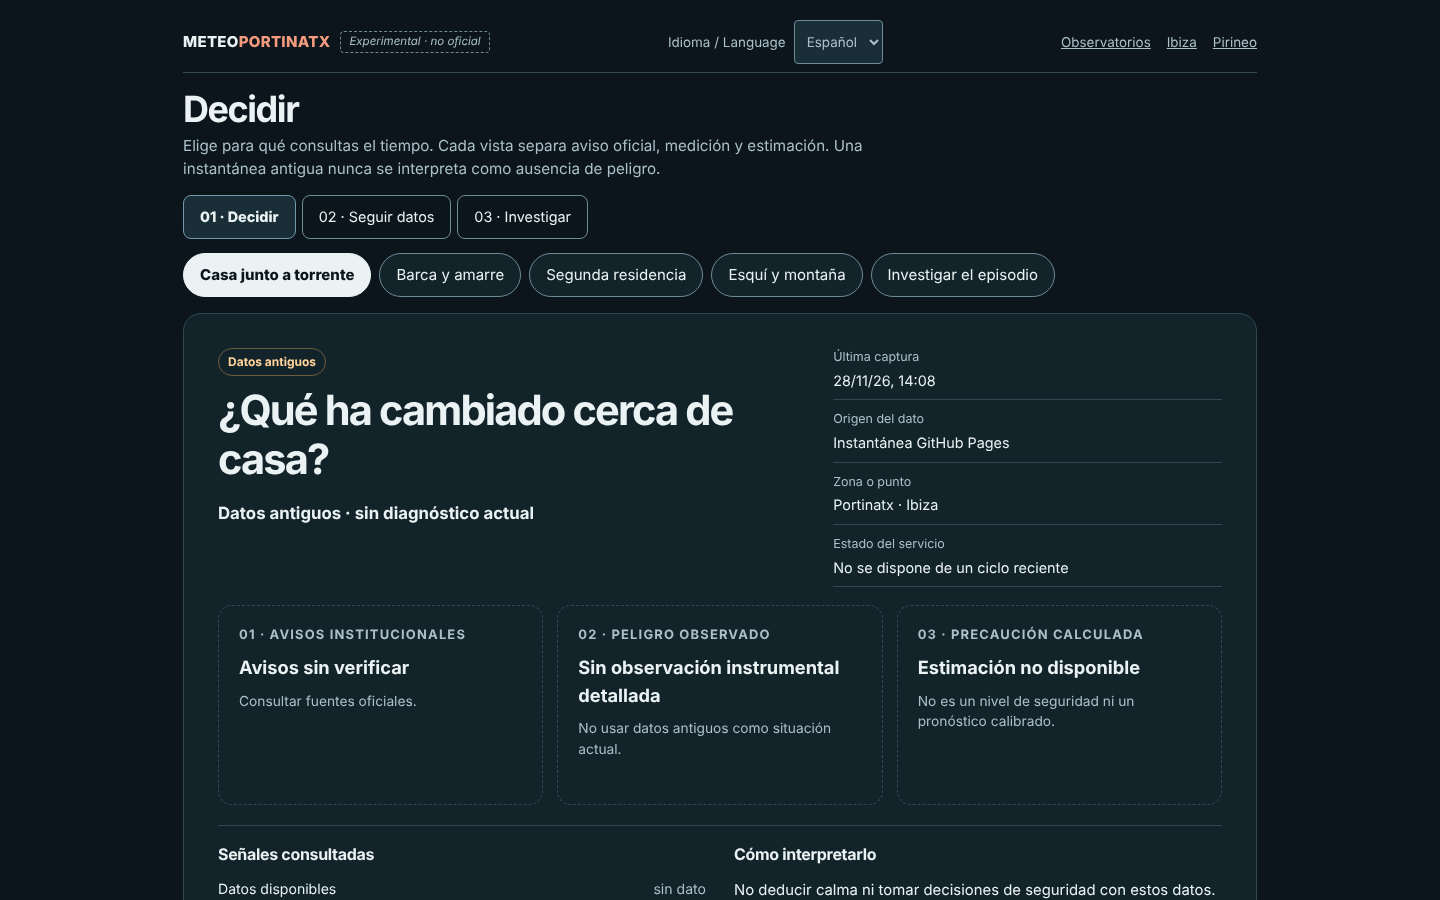 METEOPORTINATX Experimental · no oficial Idioma / Language Español Observatorios Ibiza Pirineo
Decidir
Elige para qué consultas el tiempo. Cada vista separa aviso oficial, medición y estimación. Una
instantánea antigua nunca se interpreta como ausencia de peligro.
01 · Decidir 02 · Seguir datos 03 · Investigar
Casa junto a torrente Barca y amarre Segunda residencia Esquí y montaña Investigar el episodio
Datos antiguos
¿Qué ha cambiado cerca de
casa?
Datos antiguos · sin diagnóstico actual
Última captura
28/11/26, 14:08
Origen del dato
Instantánea GitHub Pages
Zona o punto
Portinatx · Ibiza
Estado del servicio
No se dispone de un ciclo reciente
01 · AVISOS INSTITUCIONALES
Avisos sin verificar
Consultar fuentes oficiales.
02 · PELIGRO OBSERVADO
Sin observación instrumental
detallada
No usar datos antiguos como situación
actual.
03 · PRECAUCIÓN CALCULADA
Estimación no disponible
No es un nivel de seguridad ni un
pronóstico calibrado.
Señales consultadas
Datos disponibles sin dato
Cómo interpretarlo
No deducir calma ni tomar decisiones de seguridad con estos datos.